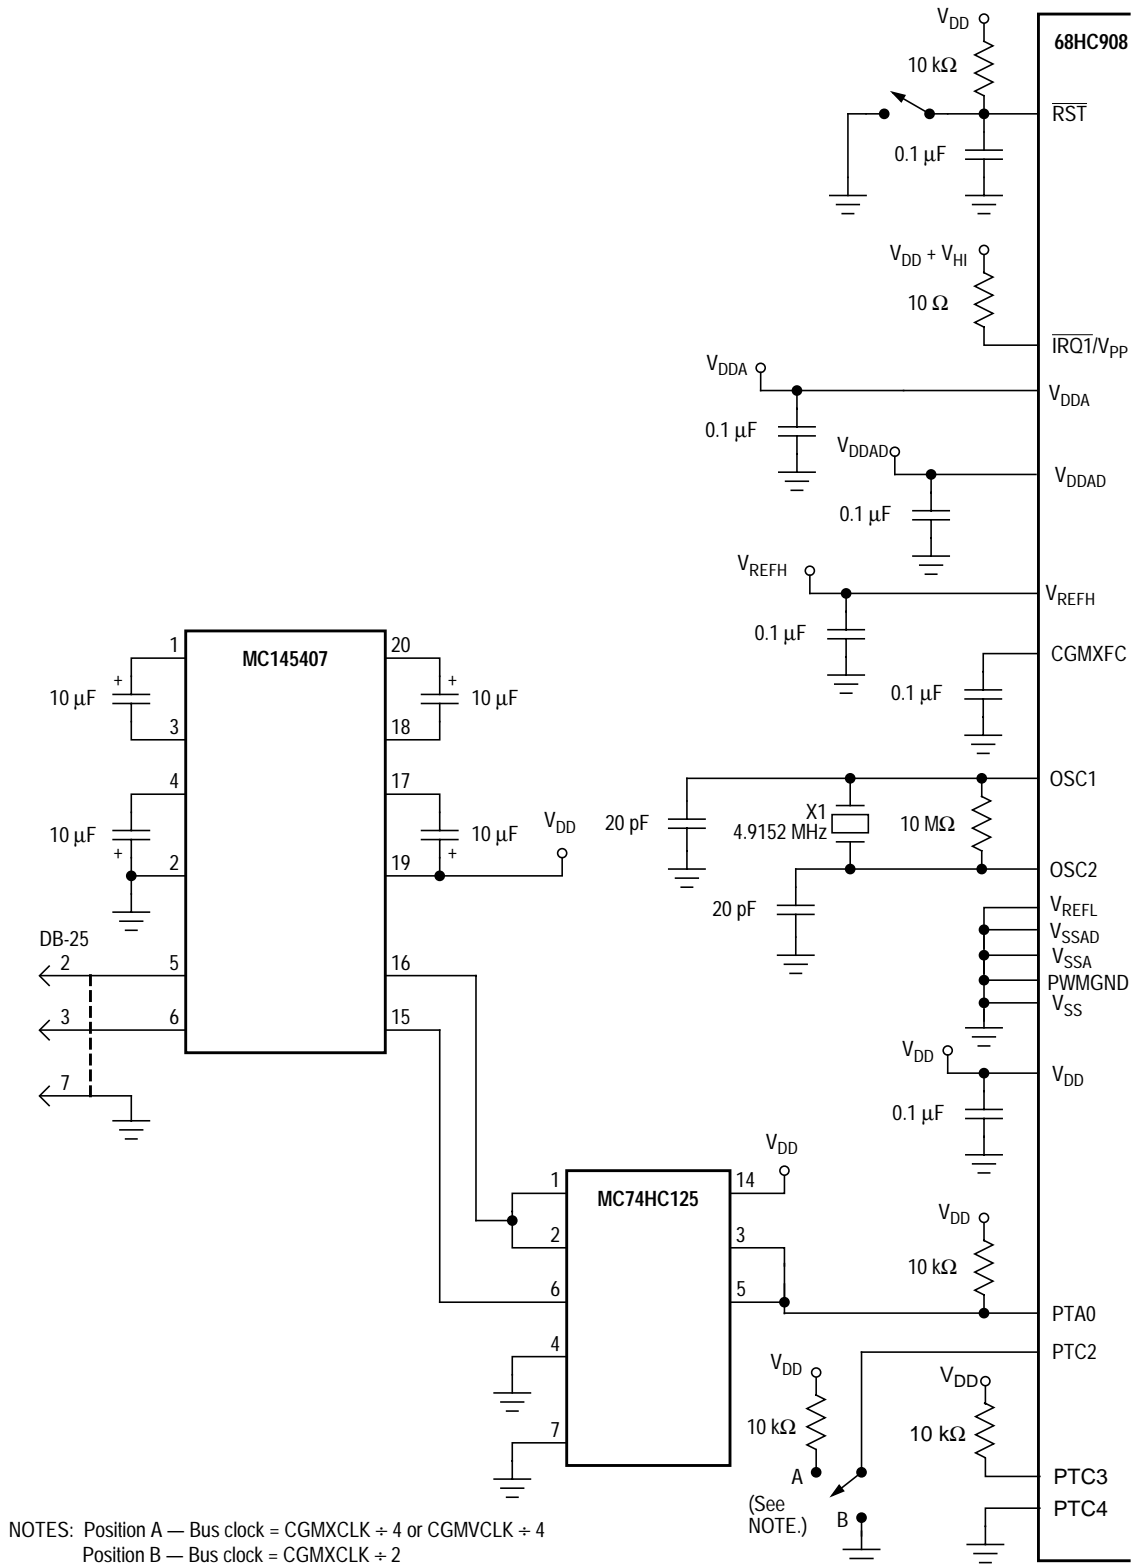 V_DD
68HC908
10 kΩ
RST
0.1 µF
V_DD + V_HI
10 Ω
IRQ1/V_PP
V_DDA
V_DDA
0.1 µF
V_DDAD
V_DDAD
0.1 µF
V_REFH
V_REFH
0.1 µF
MC145407
1
20
CGMXFC
+
+
10 µF
10 µF
0.1 µF
3
18
4
17
OSC1
X1
4.9152 MHz
20 pF
10 MΩ
10 µF
10 µF
V_DD
+
+
2
19
OSC2
20 pF
V_REFL
V_SSAD
V_SSA
PWMGND
V_SS
DB-25
2
5
16
3
6
15
7
V_DD
V_DD
0.1 µF
V_DD
MC74HC125
1
14
2
3
V_DD
10 kΩ
6
5
PTA0
4
PTC2
V_DD
V_DD
10 kΩ
10 kΩ
7
A
PTC3
(See
NOTE.)
B
PTC4
NOTES: Position A — Bus clock = CGMXCLK ÷ 4 or CGMVCLK ÷ 4
Position B — Bus clock = CGMXCLK ÷ 2